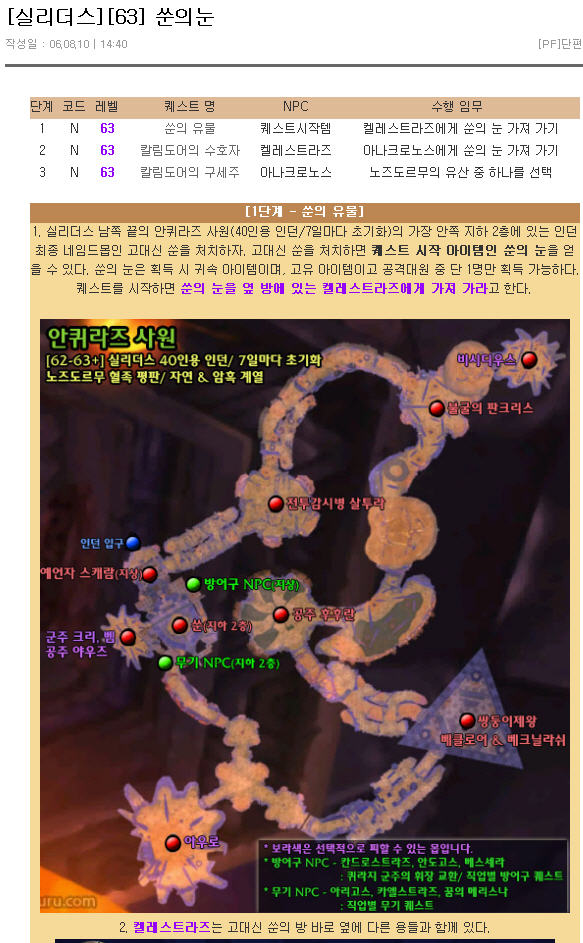 [실리더스][63] 쑨의눈
작성일 : 06,08,10 | 14:40 [PF]단편
단계 코드 레벨 퀘스트 명 NPC 수행 임무
1 N 63 쑨의 유물 퀘스트시작템 켈레스트라즈에게 쑨의 눈 가져 가기
2 N 63 칼림도어의 수호자 켈레스트라즈 아나크로노스에게 쑨의 눈 가져 가기
3 N 63 칼림도어의 구세주 아나크로노스 노즈도르무의 유산 중 하나를 선택
[1단계 - 쑨의 유물]
1, 실리더스 남쪽 끝의 안퀴라즈 사원(40인용 인던/7일마다 초기화)의 가장 안쪽 지하 2층에 있는 인던
최종 네임드몹인 고대신 쑨을 처치하자, 고대신 쑨을 처치하면 퀘스트 시작 아이템인 쑨의 눈을 얻
을 수 있다, 쑨의 눈은 획득 시 귀속 아이템이며, 고유 아이템이고 공격대원 중 단 1명만 획득 가능하다,
퀘스트를 시작하면 쑨의 눈을 옆 방에 있는 켈레스트라즈에게 가져 가라고 한다,
안퀴라즈 사원
[62-63+] 실리더스 40인용 인던/ 7일마다 초기화
노즈도르무 혈족 평판/ 자연 & 암흑 계열
비시디우스
불굴의 판크리스
전투감시병 살투라
인던 입구
예언자 스캐람(지상)
방어구 NPC(지상)
쑨(지하 2층)
공주 후후란
군주 크리, 벰
공주 야우즈
무기 NPC(지하 2층)
쌍둥이제왕
베클로어 & 베크닐라쉬
아우로
* 보라색은 선택적으로 피할 수 있는 몹입니다.
* 방어구 NPC - 칸드로스트라즈, 안도고스, 베스세라
: 퀴라지 군주의 휘장 교환/ 직업별 방어구 퀘스트
* 무기 NPC - 아리고스, 카엘스트라즈, 꿈의 메리스나
: 직업별 무기 퀘스트
uru.com
2, 켈레스트라즈는 고대신 쑨의 방 바로 옆에 다른 용들과 함께 있다,